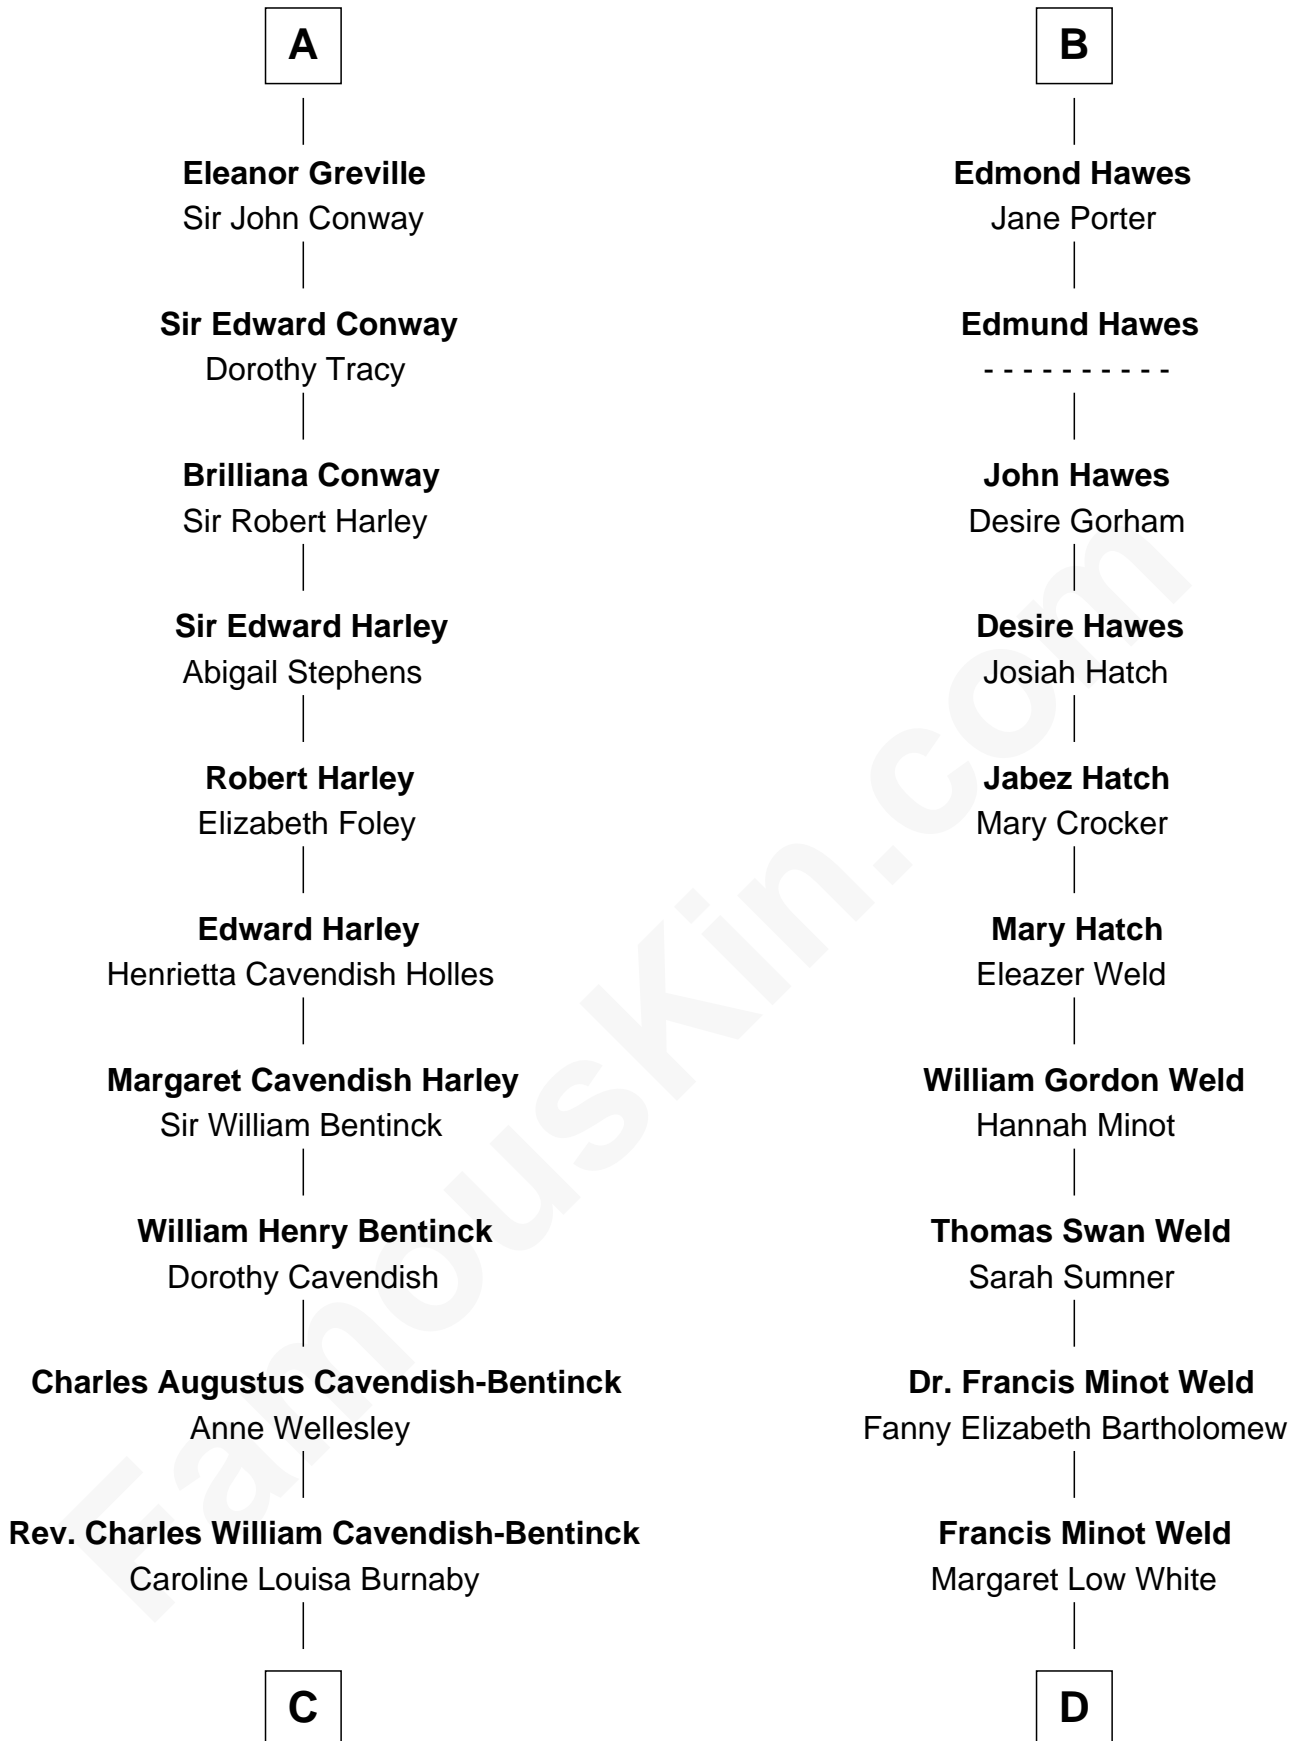 A
Eleanor Greville
Sir John Conway
Sir Edward Conway
Dorothy Tracy
Brilliana Conway
Sir Robert Harley
Sir Edward Harley
Abigail Stephens
Robert Harley
Elizabeth Foley
Edward Harley
Henrietta Cavendish Holles
Margaret Cavendish Harley
Sir William Bentinck
William Henry Bentinck
Dorothy Cavendish
Charles Augustus Cavendish-Bentinck
Anne Wellesley
Rev. Charles William Cavendish-Bentinck
Caroline Louisa Burnaby
C
B
Edmond Hawes
Jane Porter
Edmund Hawes
- - - - - - - - - -
John Hawes
Desire Gorham
Desire Hawes
Josiah Hatch
Jabez Hatch
Mary Crocker
Mary Hatch
Eleazer Weld
William Gordon Weld
Hannah Minot
Thomas Swan Weld
Sarah Sumner
Dr. Francis Minot Weld
Fanny Elizabeth Bartholomew
Francis Minot Weld
Margaret Low White
D
FamousKin.com